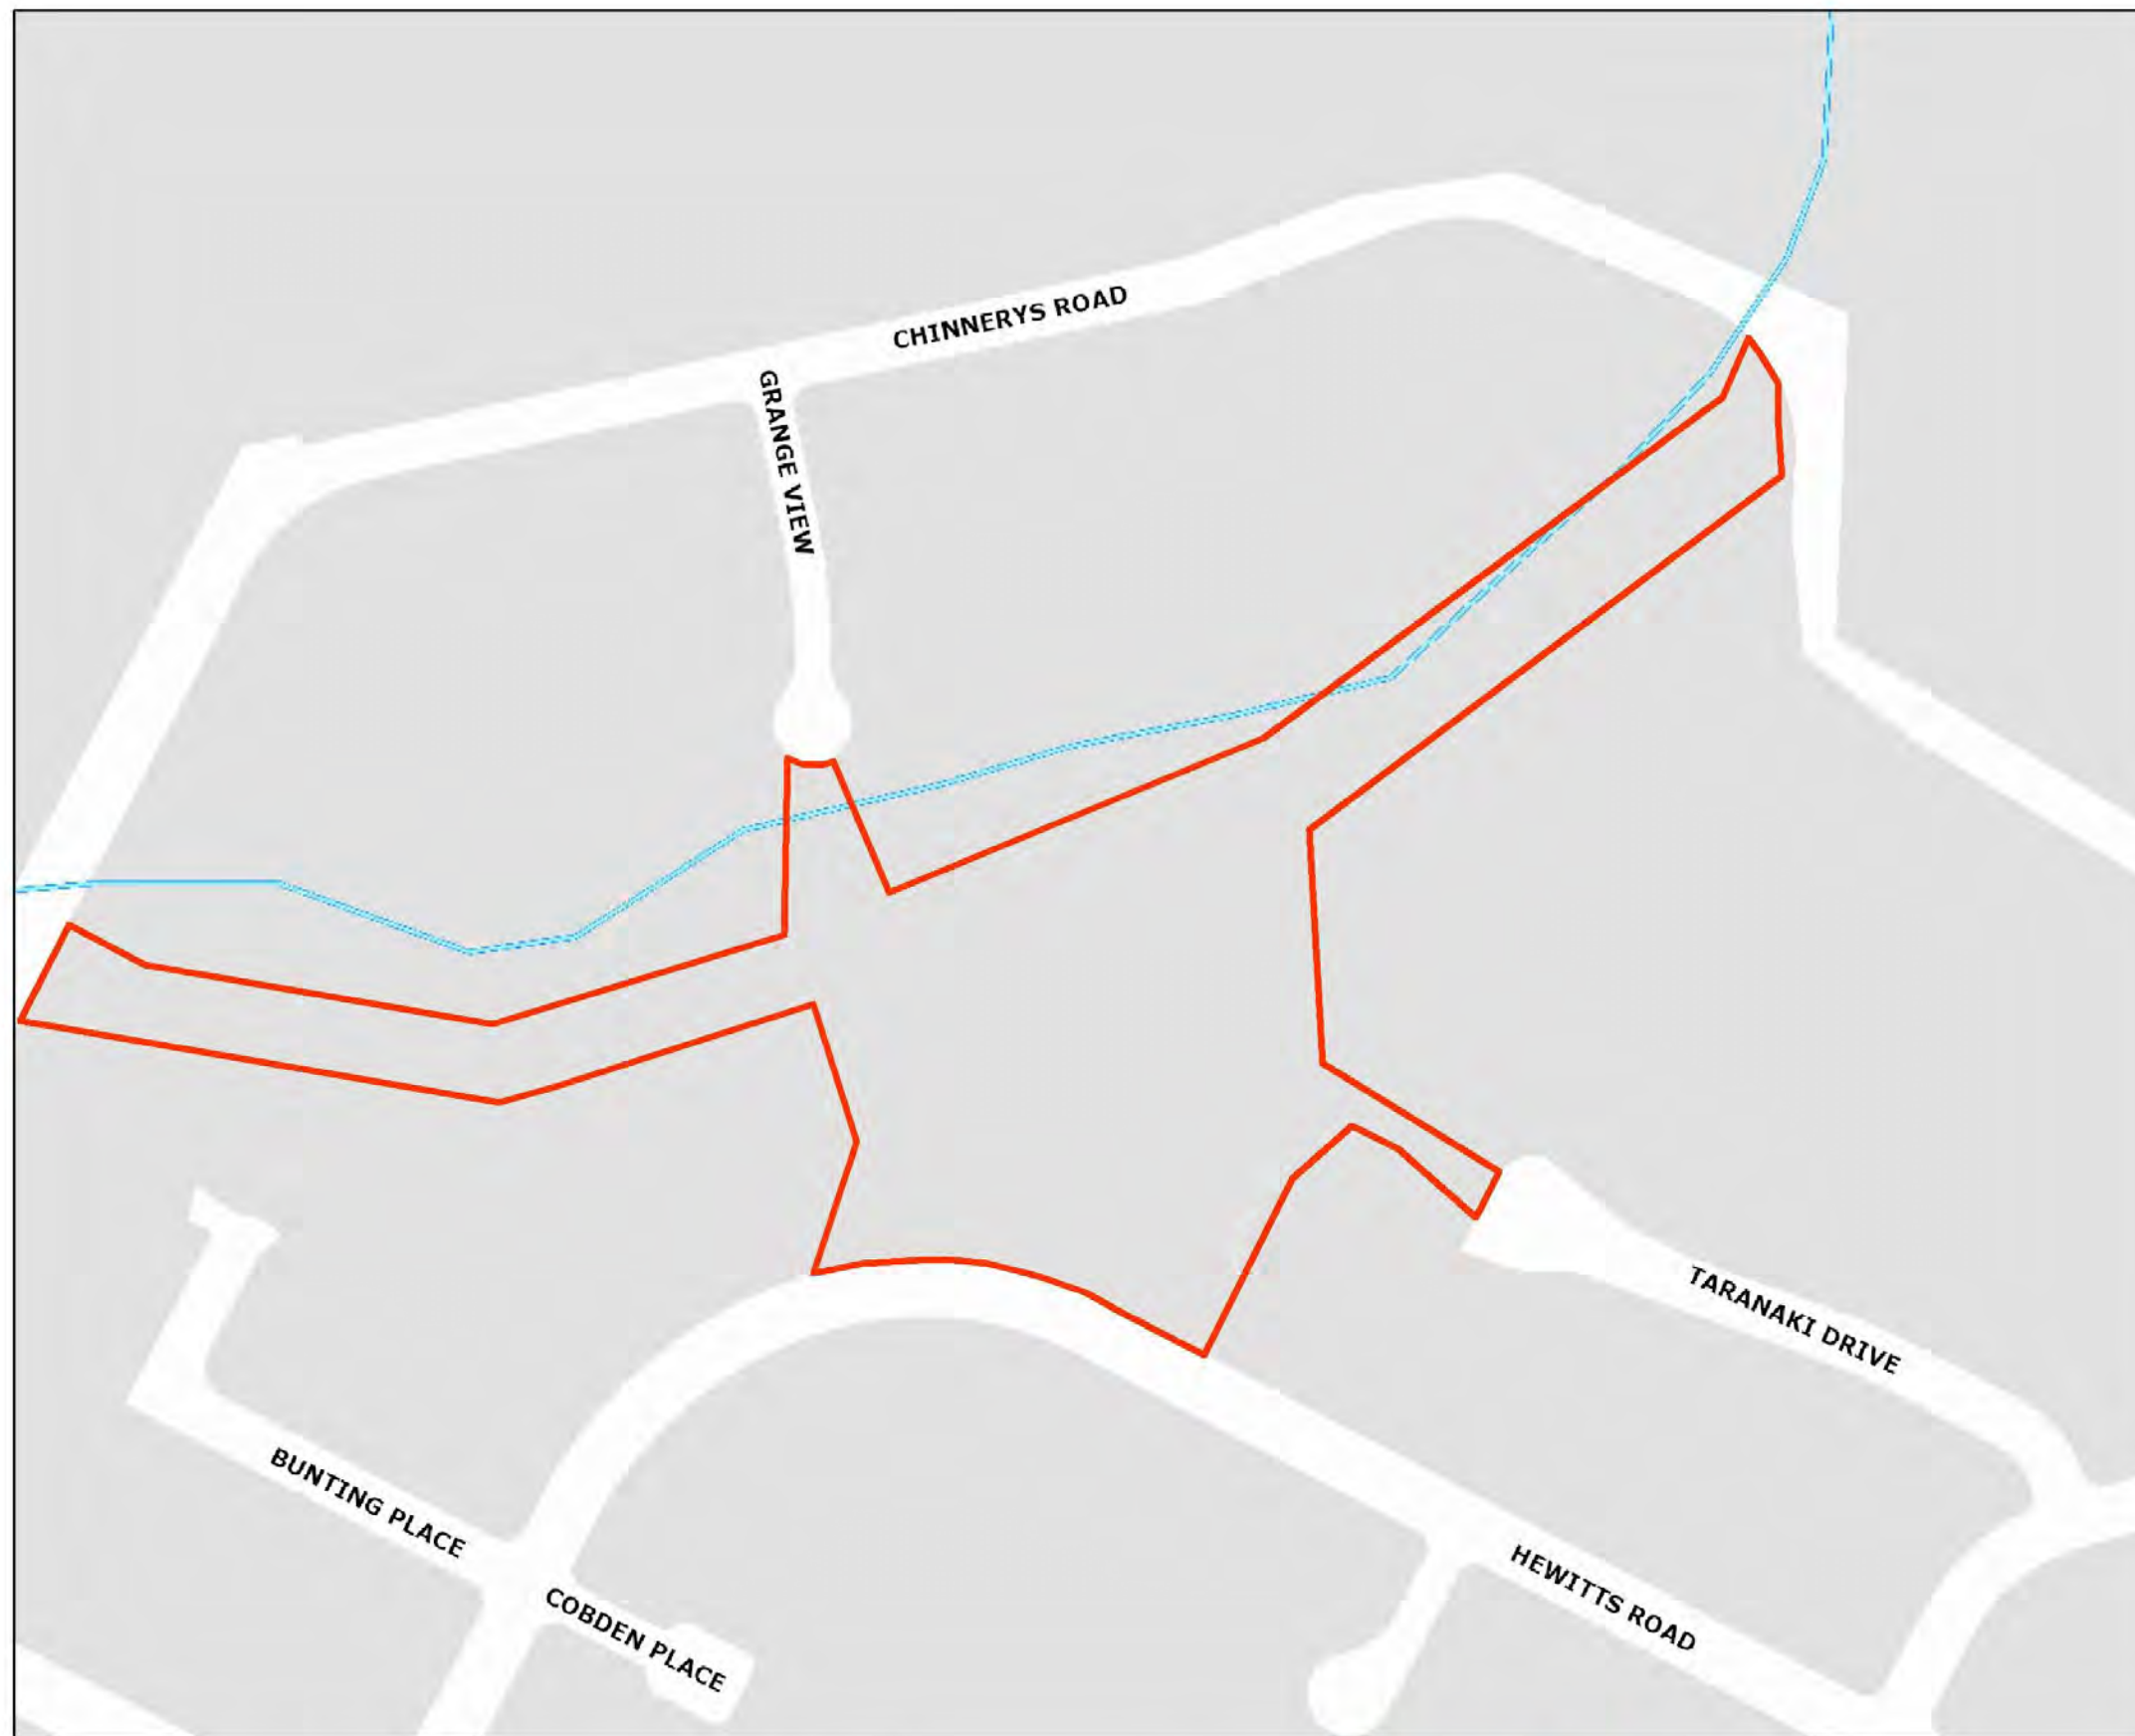 CHINNERYS ROAD
GRANGE VIEW
TARANAKI DRIVE
BUNTING PLACE
HEWITTS ROAD
COBDEN PLACE